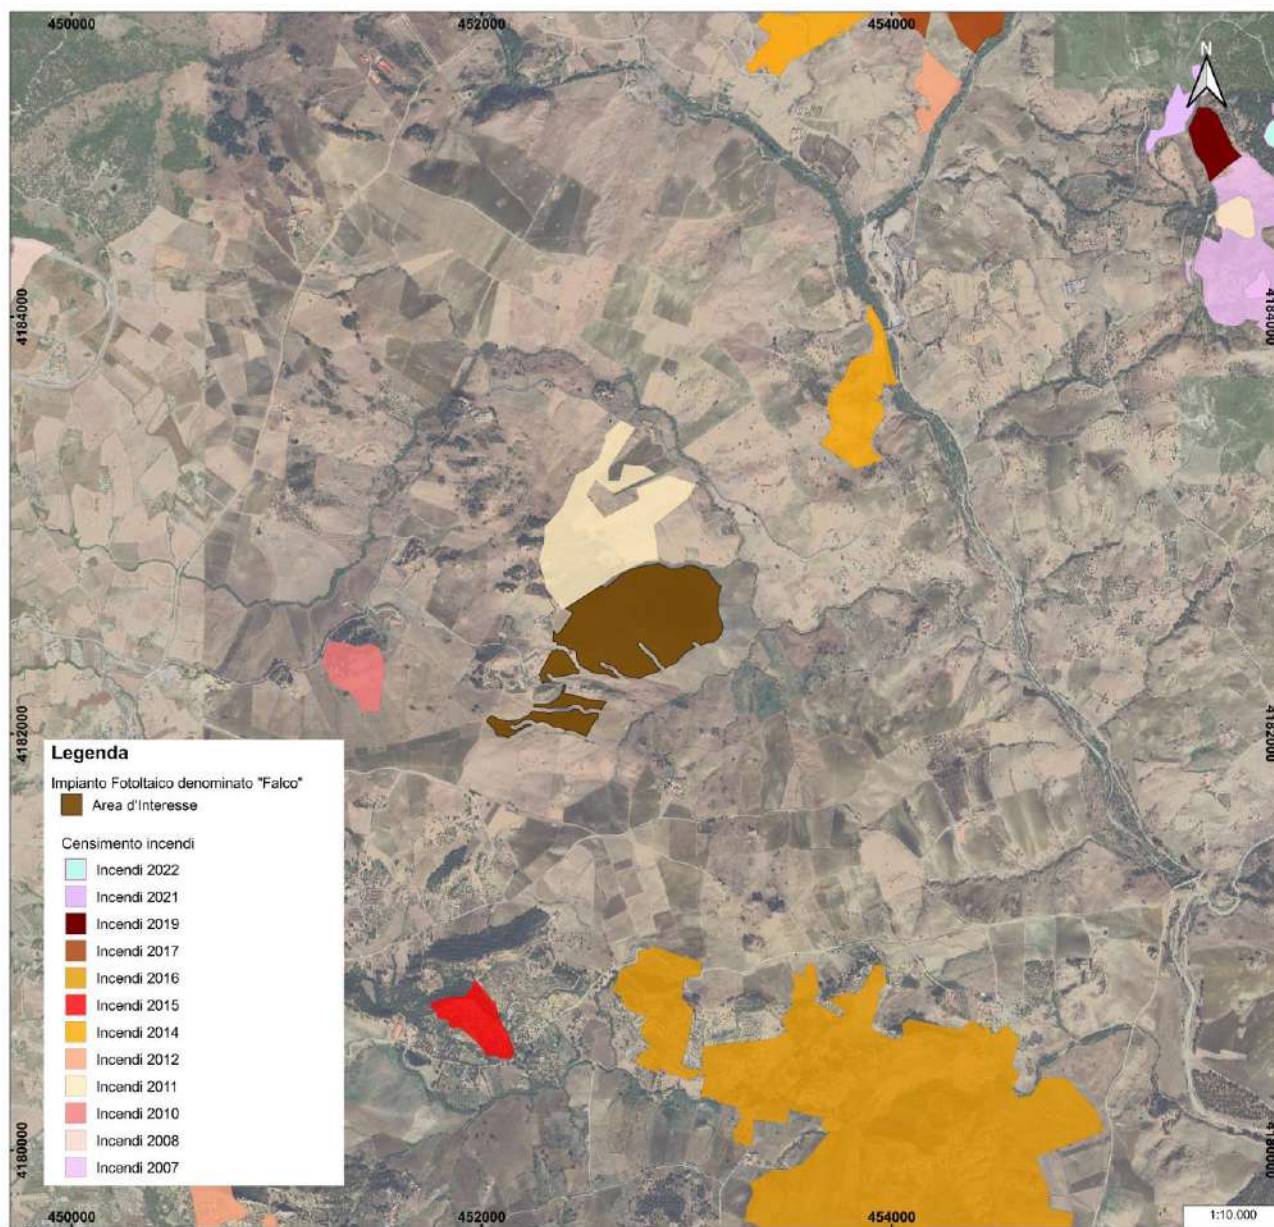 450000
452000
454000
N
4184000
4184000
4182000
4182000
Legenda
Impianto Fotoltaico denominato "Falco"
Area d'Interesse
Censimento incendi
Incendi 2022
Incendi 2021
Incendi 2019
Incendi 2017
Incendi 2016
Incendi 2015
Incendi 2014
Incendi 2012
Incendi 2011
Incendi 2010
Incendi 2008
Incendi 2007
4180000
4180000
450000
452000
454000
1:10.000